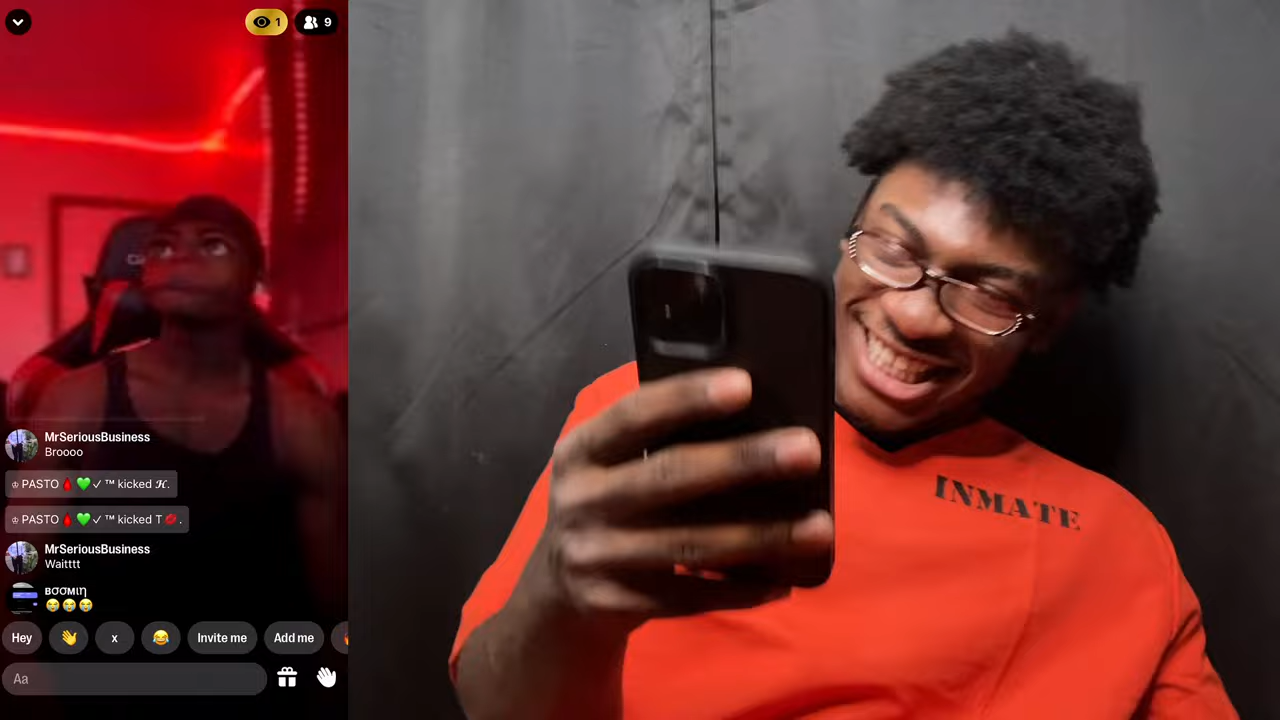 1
9
MrSeriousBusiness
Broooo
♔ PASTO🩸💚✓ ™ kicked 𝓗.
♔ PASTO🩸💚✓ ™ kicked T 💋.
MrSeriousBusiness
Waitttt
ʙσσмιη
😭😭😭
Hey 👋 x 😂 Invite me Add me
Aa
INMATE